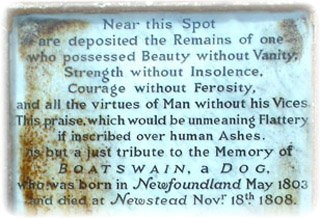 Near this Spot
are deposited the Remains of one
who possessed Beauty without Vanity,
Strength without Insolence,
Courage without Ferosity,
and all the virtues of Man without his Vices.
This praise, which would be unmeaning Flattery
if inscribed over human Ashes.
is but a just tribute to the Memory of
BOATSWAIN, a DOG,
who was born in Newfoundland May 1803
and died at Newstead Novr. 18th 1808.